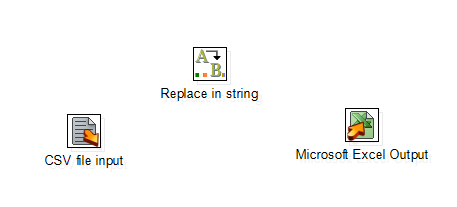 A
B
Replace in string
CSV file input
Microsoft Excel Output